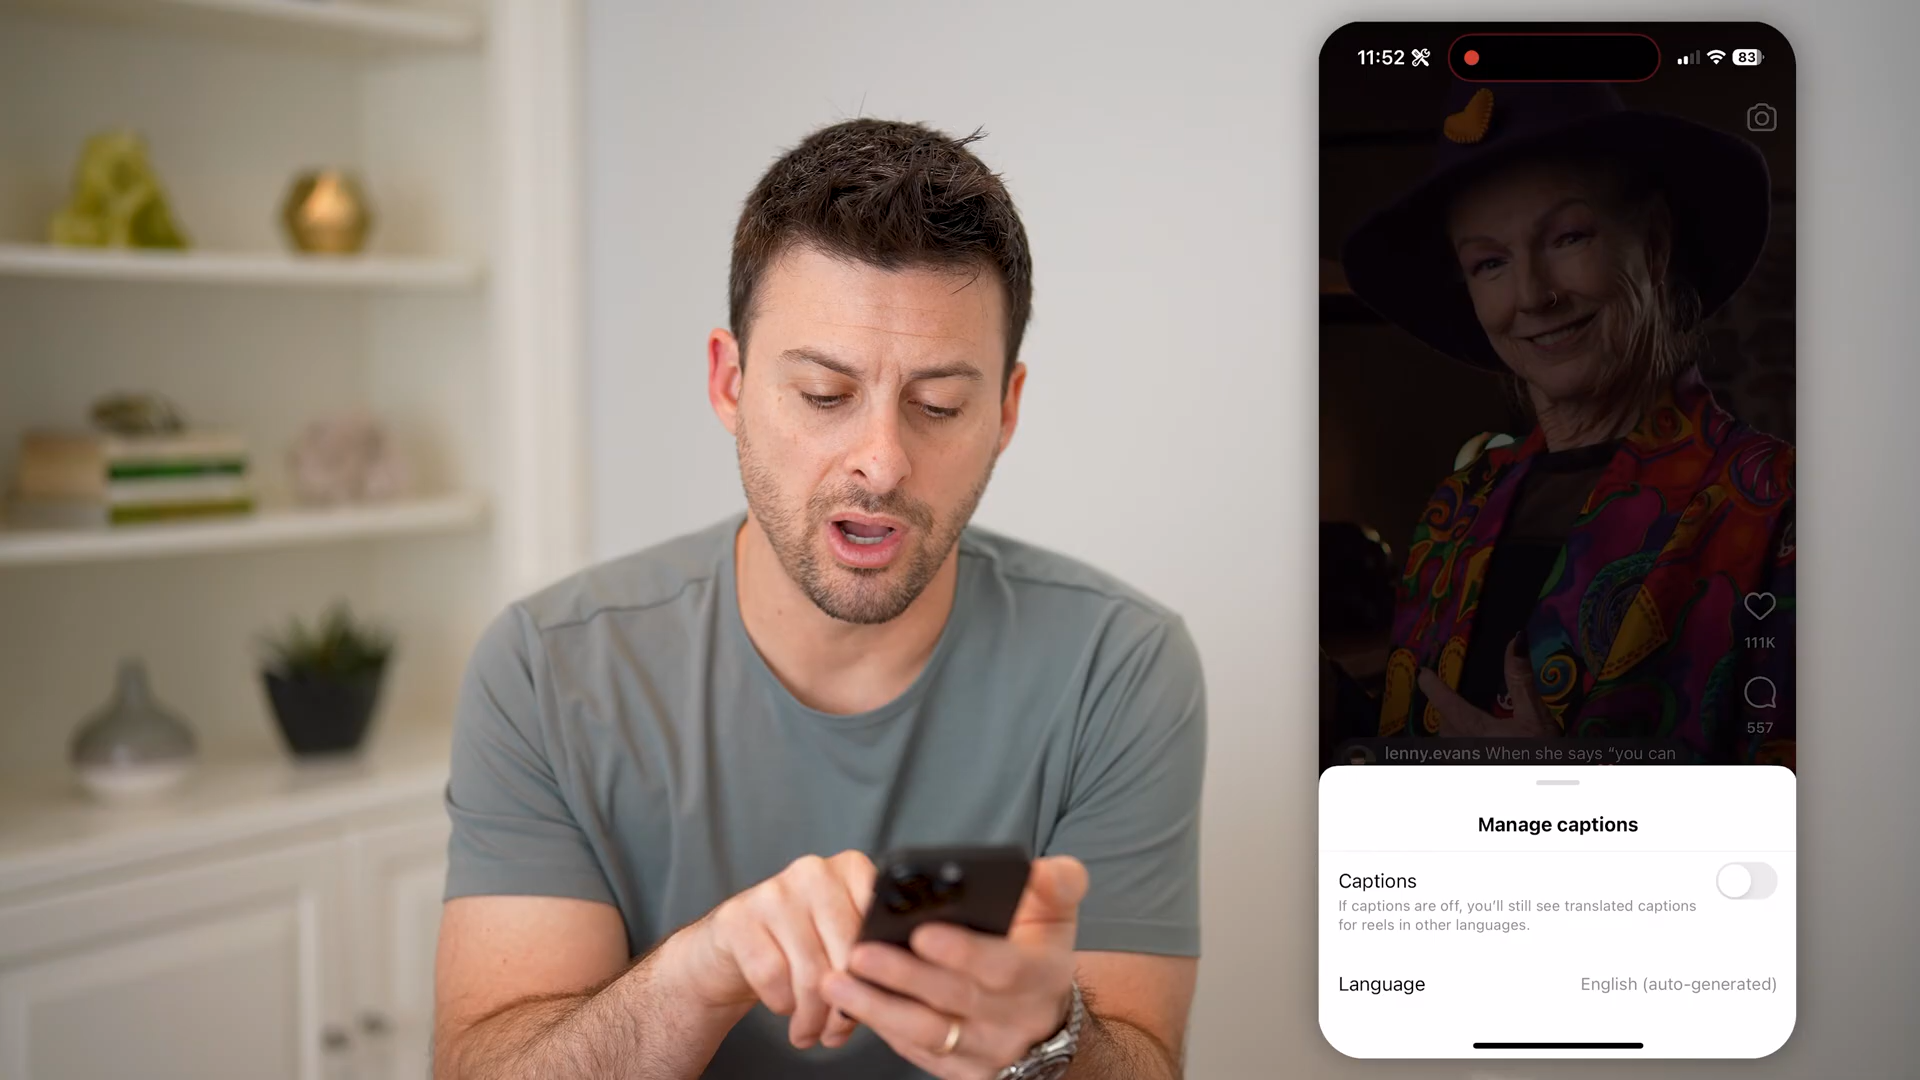 11:52
83
111K
557
lenny.evans When she says “you can
Manage captions
Captions
If captions are off, you’ll still see translated captions
for reels in other languages.
Language
English (auto-generated)